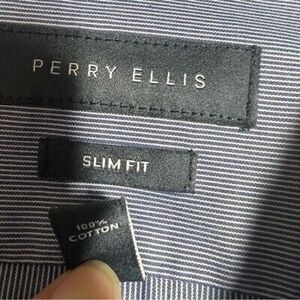 PERRY ELLIS
SLIM FIT
100%
COTTON